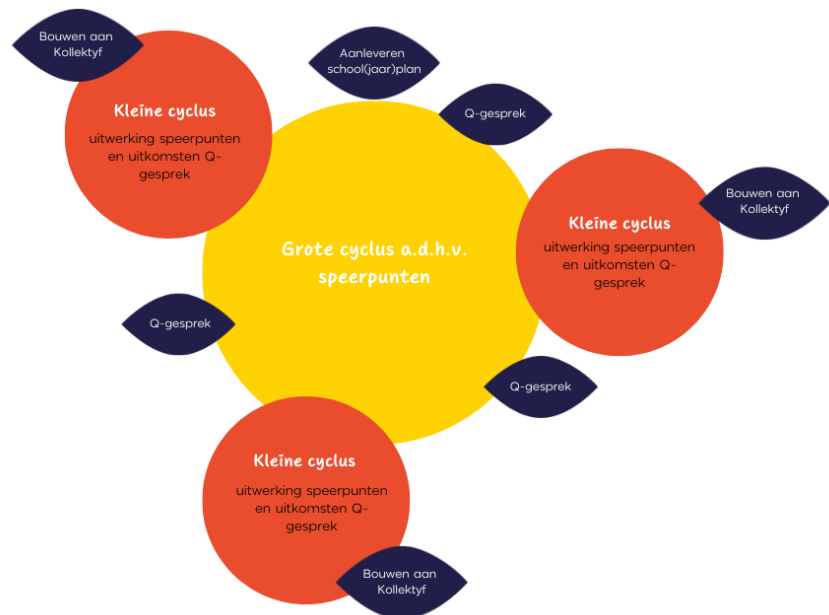 Bouwen aan
Kollektyf
Aanleveren
school(jaar)plan
Q-gesprek
Kleine cyclus
uitwerking speerpunten
en uitkomsten Q-
gesprek
Bouwen aan
Kollektyf
Kleine cyclus
uitwerking speerpunten
en uitkomsten Q-
gesprek
Grote cyclus a.d.h.v.
speerpunten
Q-gesprek
Q-gesprek
Kleine cyclus
uitwerking speerpunten
en uitkomsten Q-
gesprek
Bouwen aan
Kollektyf